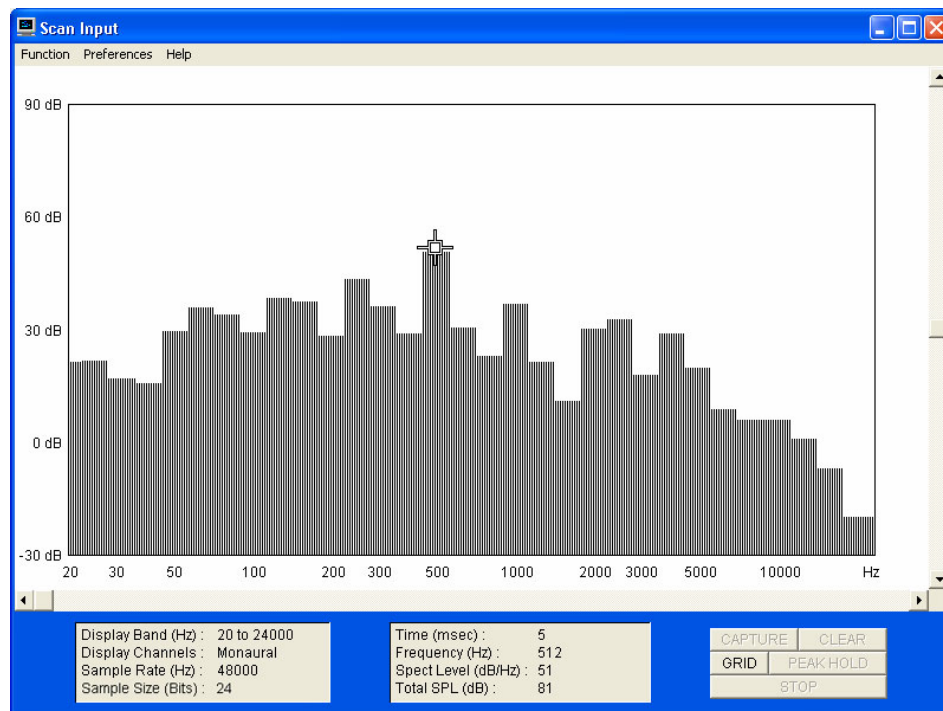 Scan Input
Function Preferences Help
90 dB
60 dB
30 dB
0 dB
-30 dB
20 30 50 100 200 300 500 1000 2000 3000 5000 10000 Hz
Display Band (Hz) : 20 to 24000
Display Channels : Monaural
Sample Rate (Hz) : 48000
Sample Size (Bits) : 24
Time (msec) : 5
Frequency (Hz) : 512
Spect Level (dB/Hz) : 51
Total SPL (dB) : 81
CAPTURE CLEAR
GRID PEAK HOLD
STOP